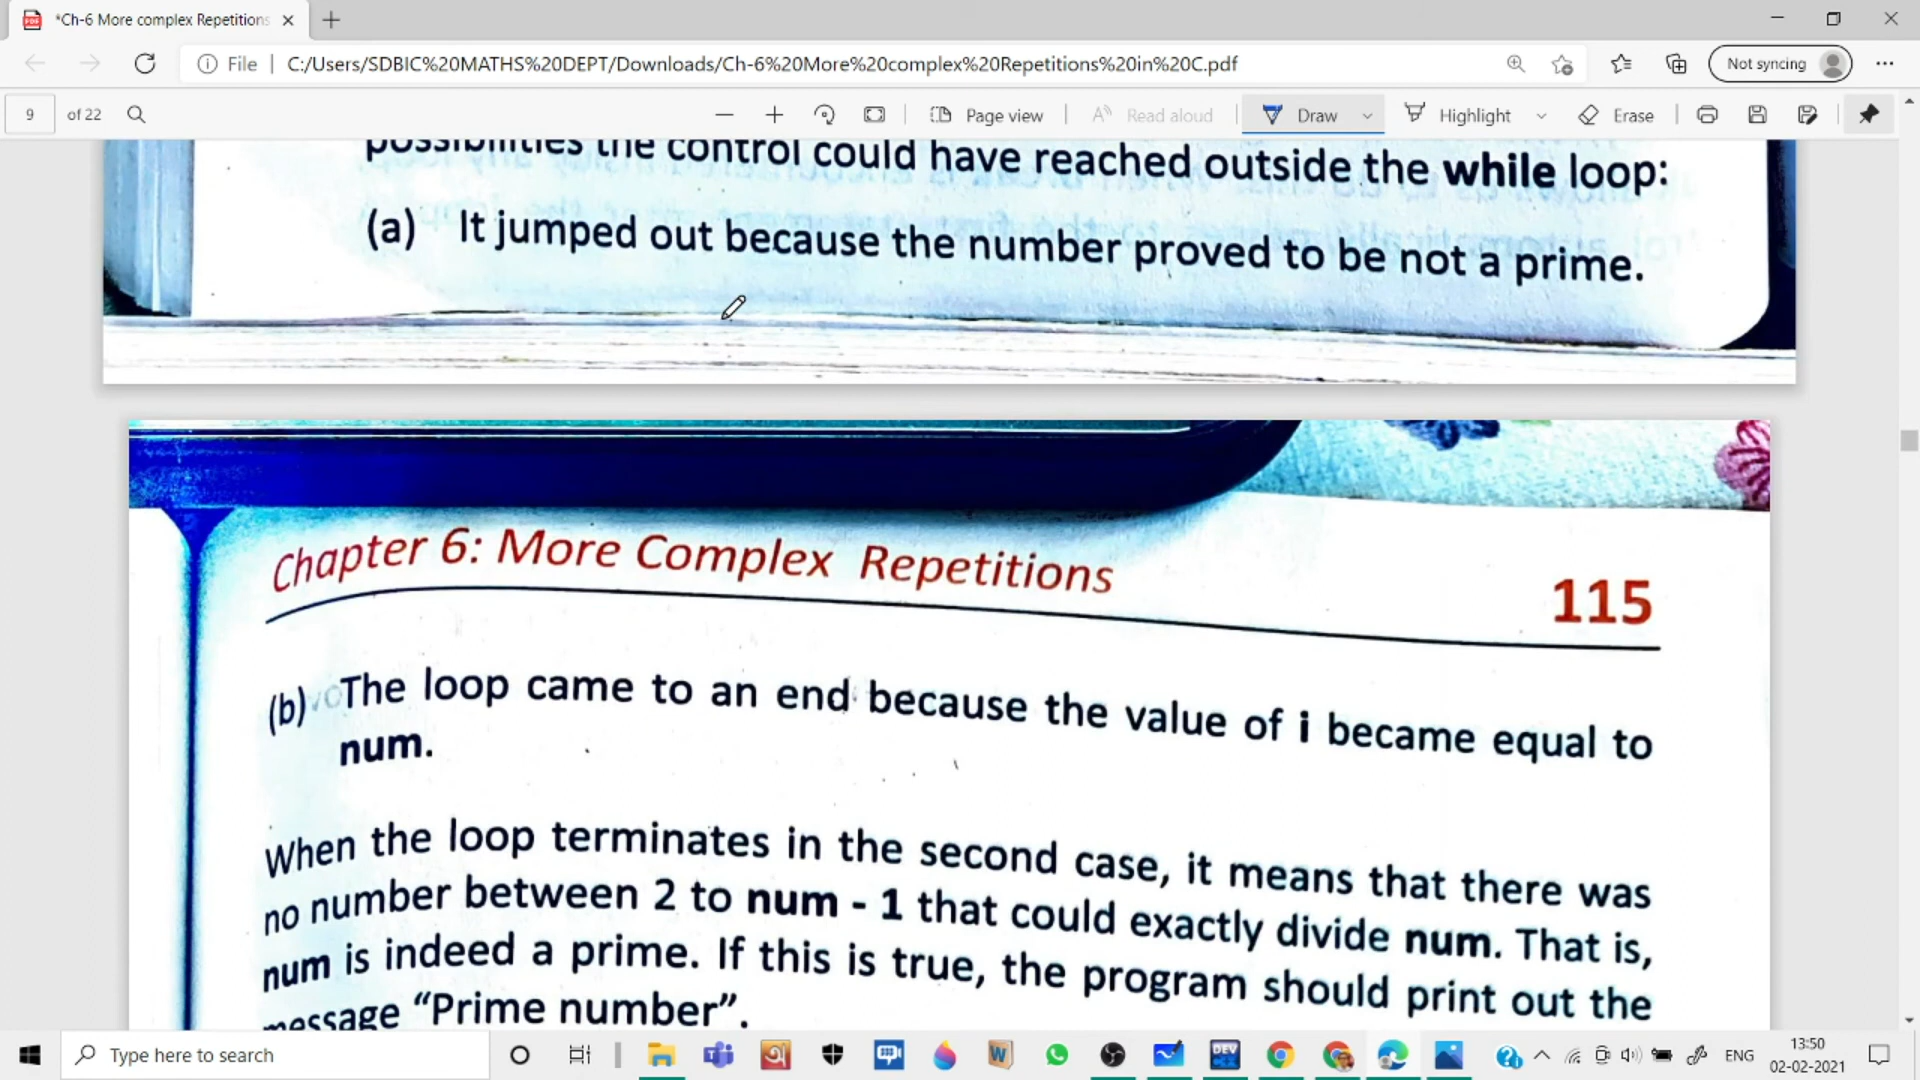 *Ch-6 More complex Repetitions
File
C:/Users/SDBIC%20MATHS%20DEPT/Downloads/Ch-6%20More%20complex%20Repetitions%20in%20C.pdf
Not syncing
9 of 22
Page view
Read aloud
Draw
Highlight
Erase
possibilities the control could have reached outside the while loop:
(a) It jumped out because the number proved to be not a prime.
Chapter 6: More Complex Repetitions
115
(b) The loop came to an end because the value of i became equal to
num.
When the loop terminates in the second case, it means that there was
no number between 2 to num - 1 that could exactly divide num. That is,
num is indeed a prime. If this is true, the program should print out the
message “Prime number”.
Type here to search
DEV
ENG
13:50
02-02-2021